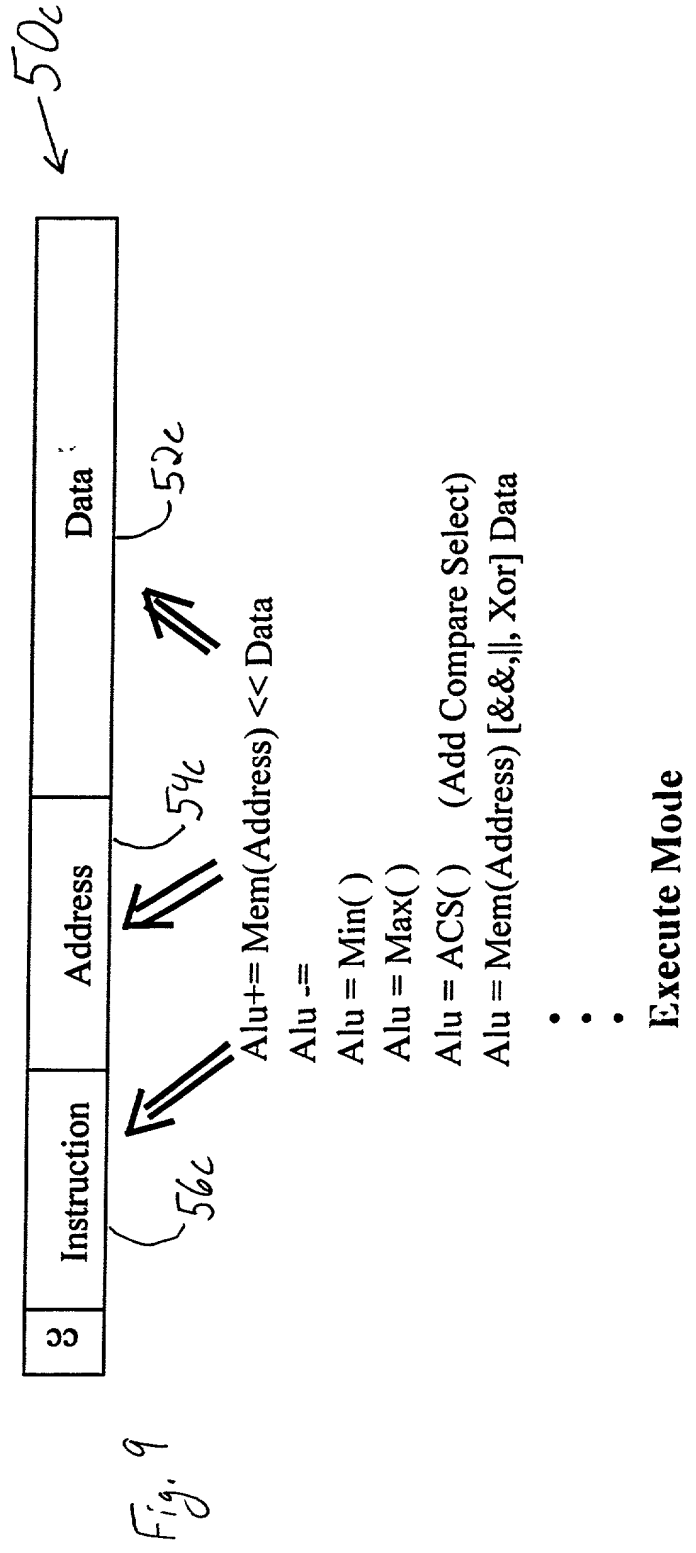 50c
3 Instruction Address Data
56c 54c 52c
Alu+= Mem(Address) << Data
Alu -=
Alu = Min( )
Alu = Max( )
Alu = ACS( ) (Add Compare Select)
Alu = Mem(Address) [&&,||, Xor] Data
Execute Mode
Fig. 9